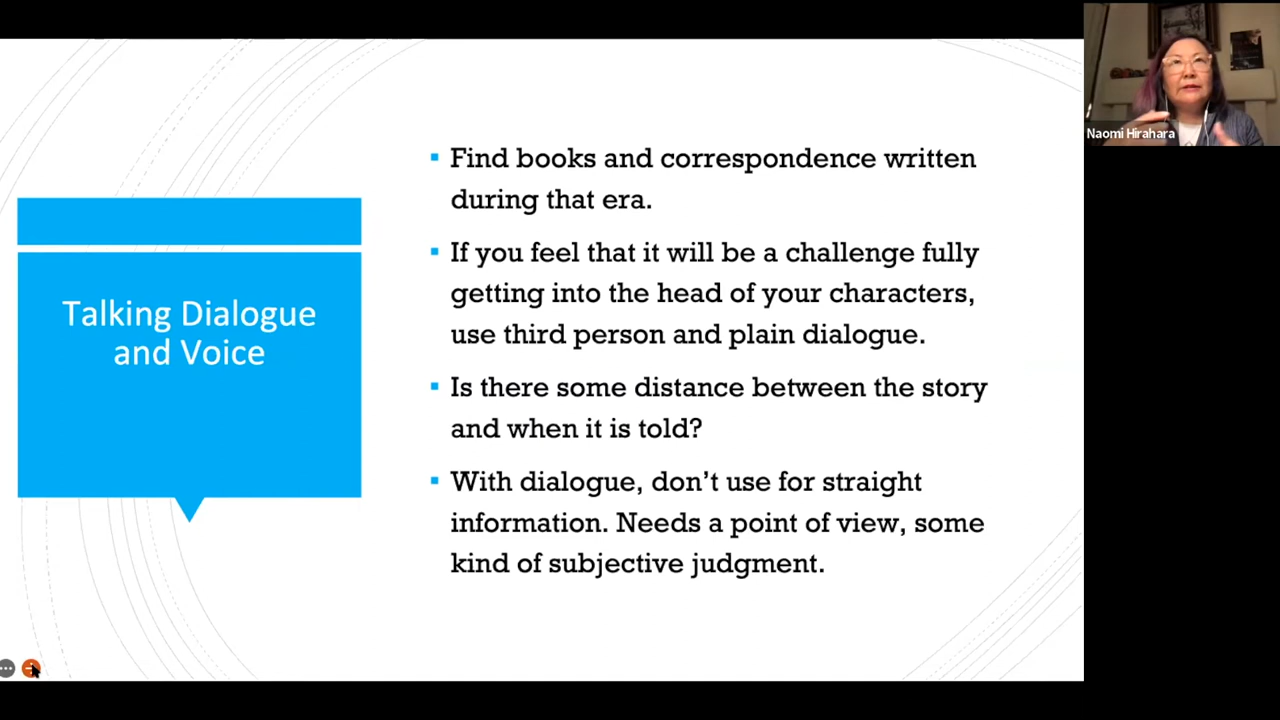 Talking Dialogue
and Voice
Find books and correspondence written
during that era.
If you feel that it will be a challenge fully
getting into the head of your characters,
use third person and plain dialogue.
Is there some distance between the story
and when it is told?
With dialogue, don’t use for straight
information. Needs a point of view, some
kind of subjective judgment.
Naomi Hirahara